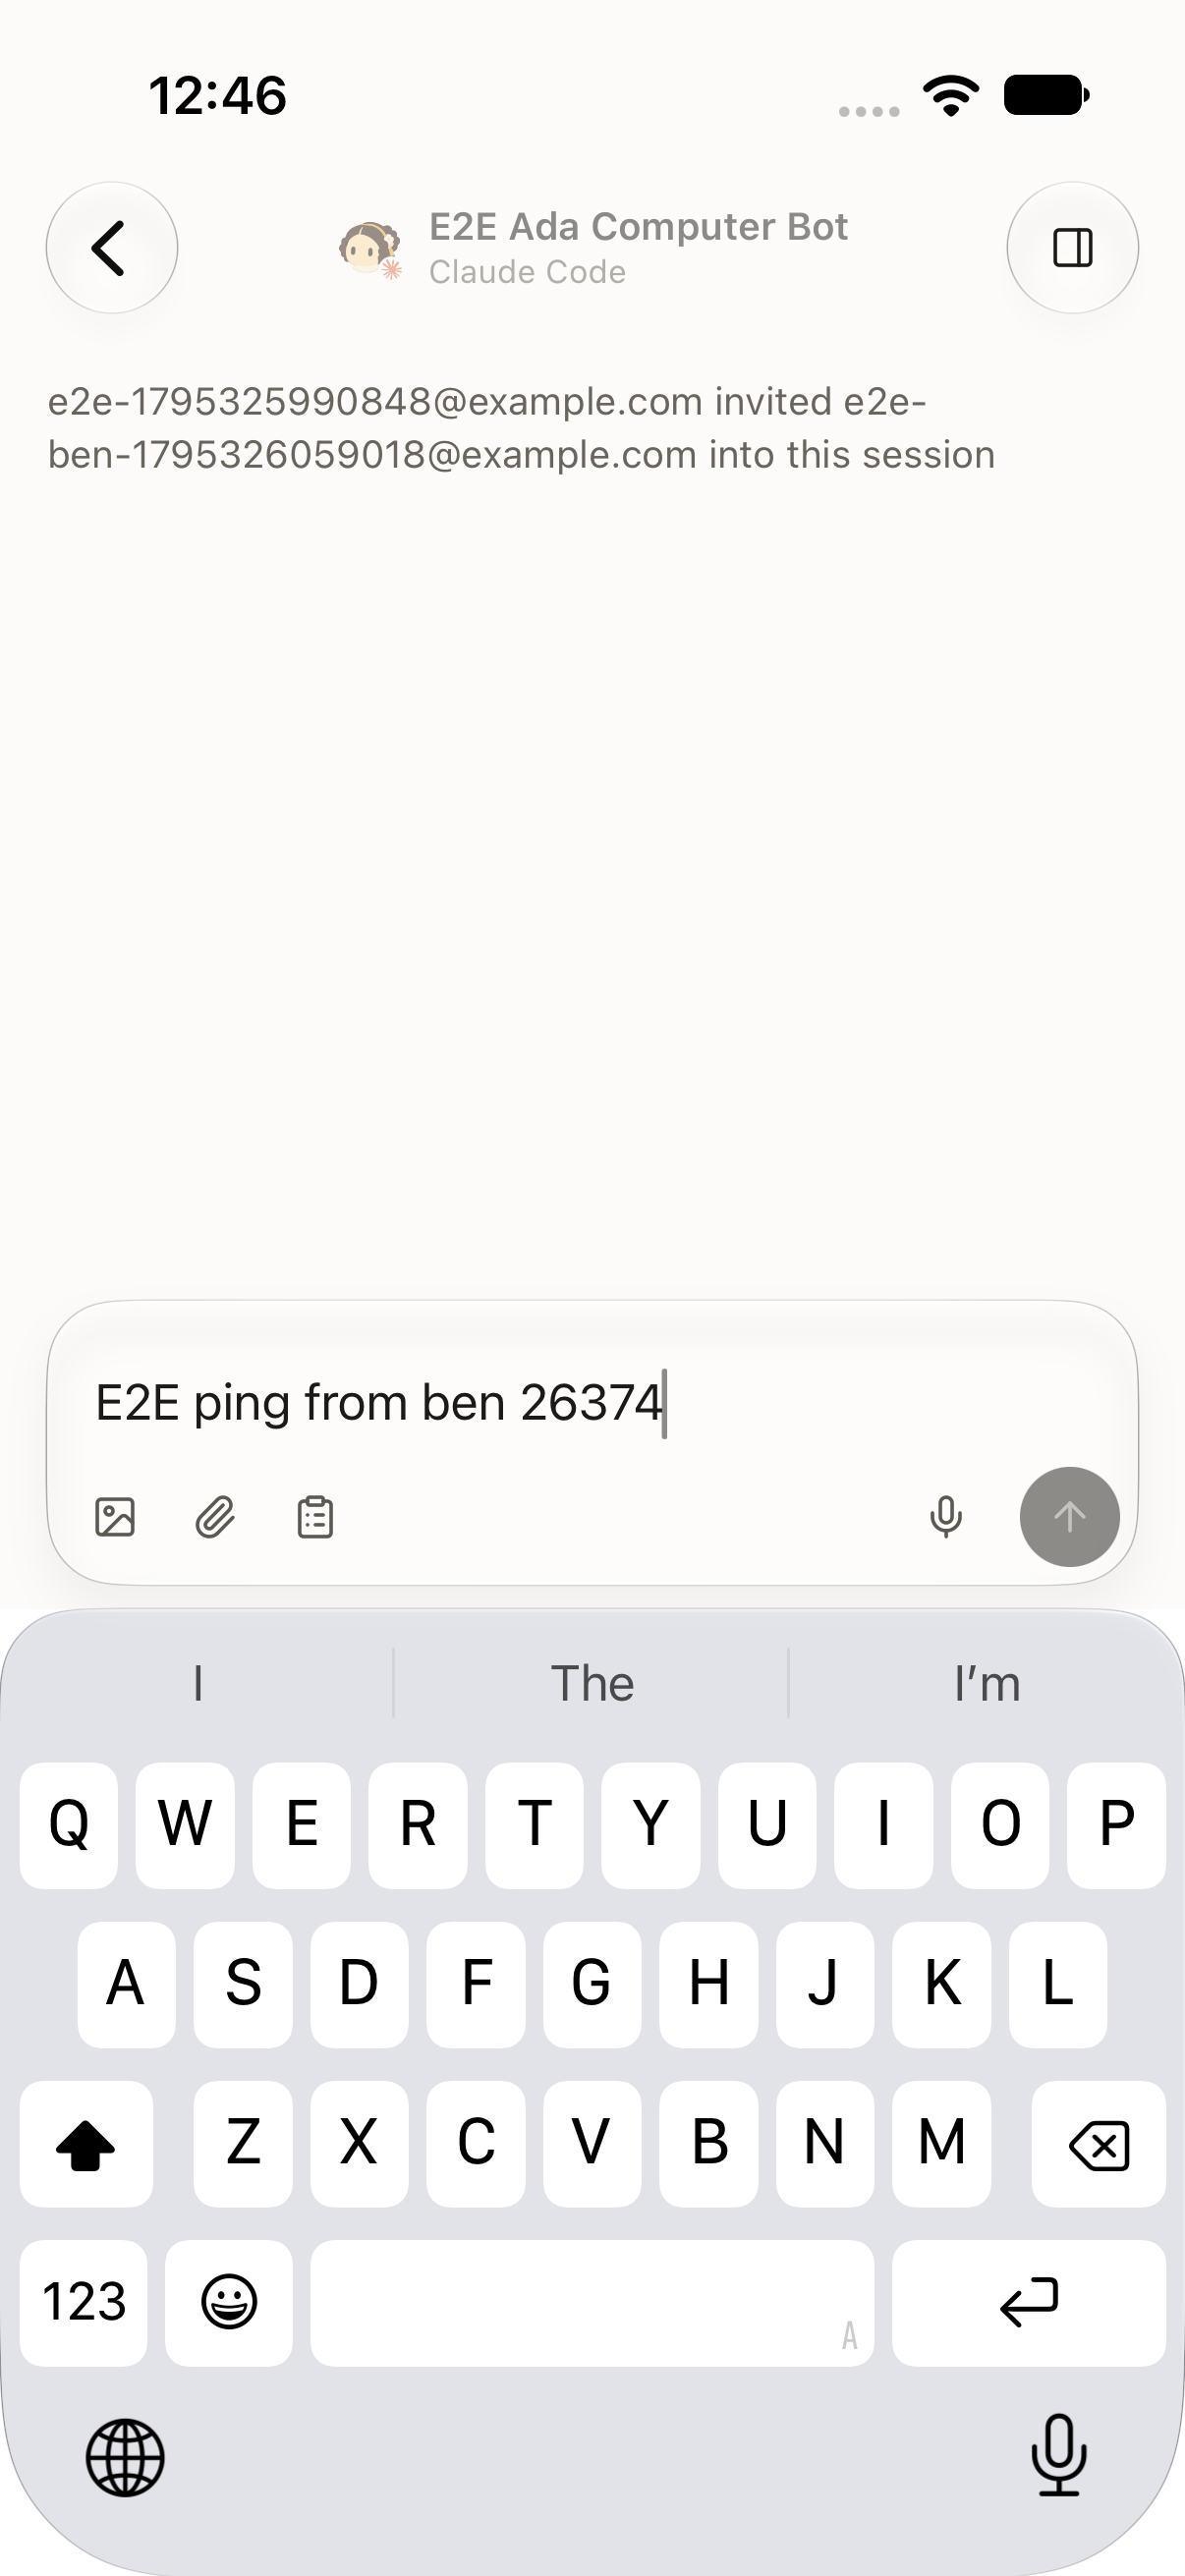 12:46
E2E Ada Computer Bot
Claude Code
e2e-1795325990848@example.com invited e2e-
ben-1795326059018@example.com into this session
E2E ping from ben 26374
I The I’m
Q W E R T Y U I O P
A S D F G H J K L
Z X C V B N M
123
A